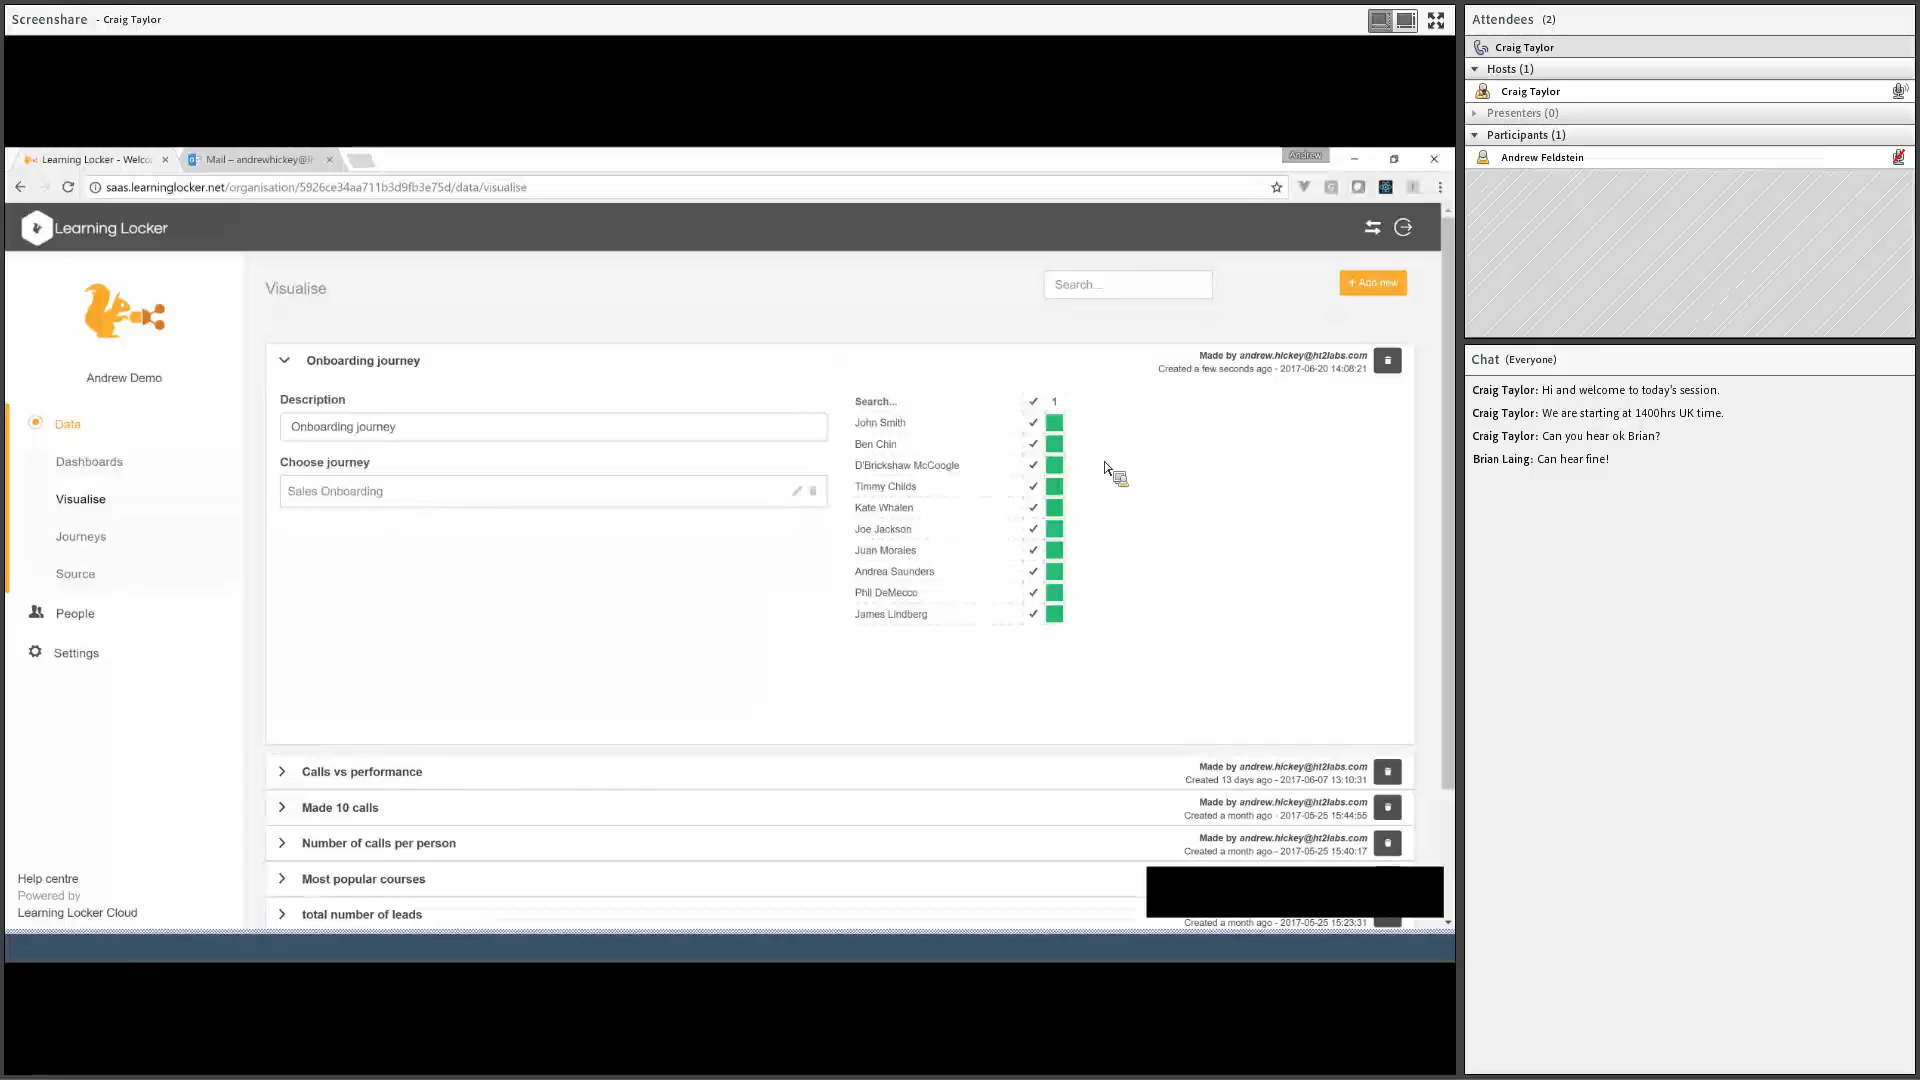 Screenshare - Craig Taylor
Learning Locker - Welco
Mail – andrewhickey@
Andrew
saas.learninglocker.net/organisation/5926ce34aa711b3d9fb3e75d/data/visualise
Learning Locker
Andrew Demo
Data
Dashboards
Visualise
Journeys
Source
People
Settings
Help centre
Powered by
Learning Locker Cloud
Visualise
Search...
+ Add new
Onboarding journey
Made by andrew.hickey@ht2labs.com
Created a few seconds ago - 2017-06-20 14:08:21
Description
Onboarding journey
Choose journey
Sales Onboarding
Search... ✓ 1
John Smith ✓
Ben Chin ✓
D'Brickshaw McCoogle ✓
Timmy Childs ✓
Kate Whalen ✓
Joe Jackson ✓
Juan Morales ✓
Andrea Saunders ✓
Phil DeMecco ✓
James Lindberg ✓
Calls vs performance
Made by andrew.hickey@ht2labs.com
Created 13 days ago - 2017-06-07 13:10:31
Made 10 calls
Made by andrew.hickey@ht2labs.com
Created a month ago - 2017-05-25 15:44:55
Number of calls per person
Made by andrew.hickey@ht2labs.com
Created a month ago - 2017-05-25 15:40:17
Most popular courses
total number of leads
Created a month ago - 2017-05-25 15:23:31
Attendees (2)
Craig Taylor
Hosts (1)
Craig Taylor
Presenters (0)
Participants (1)
Andrew Feldstein
Chat (Everyone)
Craig Taylor: Hi and welcome to today's session.
Craig Taylor: We are starting at 1400hrs UK time.
Craig Taylor: Can you hear ok Brian?
Brian Laing: Can hear fine!